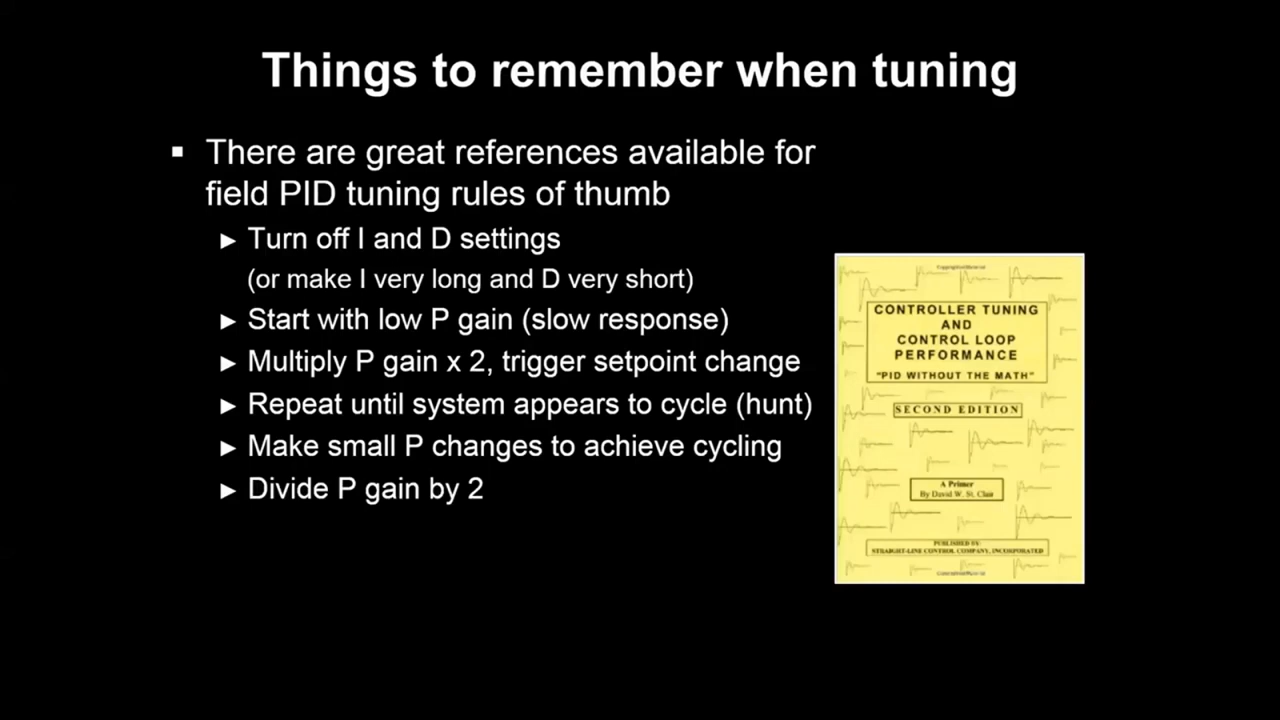 Things to remember when tuning
▪ There are great references available for
field PID tuning rules of thumb
► Turn off I and D settings
(or make I very long and D very short)
► Start with low P gain (slow response)
► Multiply P gain x 2, trigger setpoint change
► Repeat until system appears to cycle (hunt)
► Make small P changes to achieve cycling
► Divide P gain by 2
CONTROLLER TUNING
AND
CONTROL LOOP
PERFORMANCE
"PID WITHOUT THE MATH"
SECOND EDITION
A Primer
By David W. St. Clair
PUBLISHED BY:
STRAIGHT-LINE CONTROL COMPANY, INCORPORATED